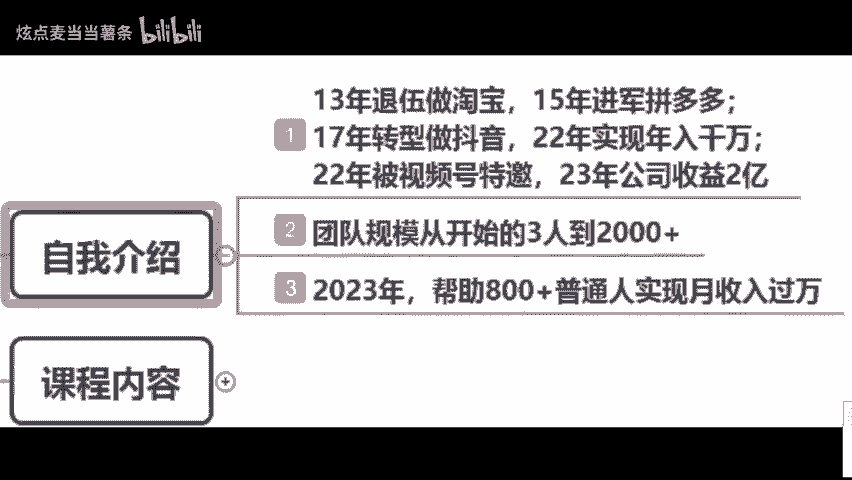 炫点麦当当薯条 bilibili
1 13年退伍做淘宝，15年进军拼多多；
17年转型做抖音，22年实现年入千万；
22年被视频号特邀，23年公司收益2亿
自我介绍
2 团队规模从开始的3人到2000+
3 2023年，帮助800+普通人实现月收入过万
课程内容